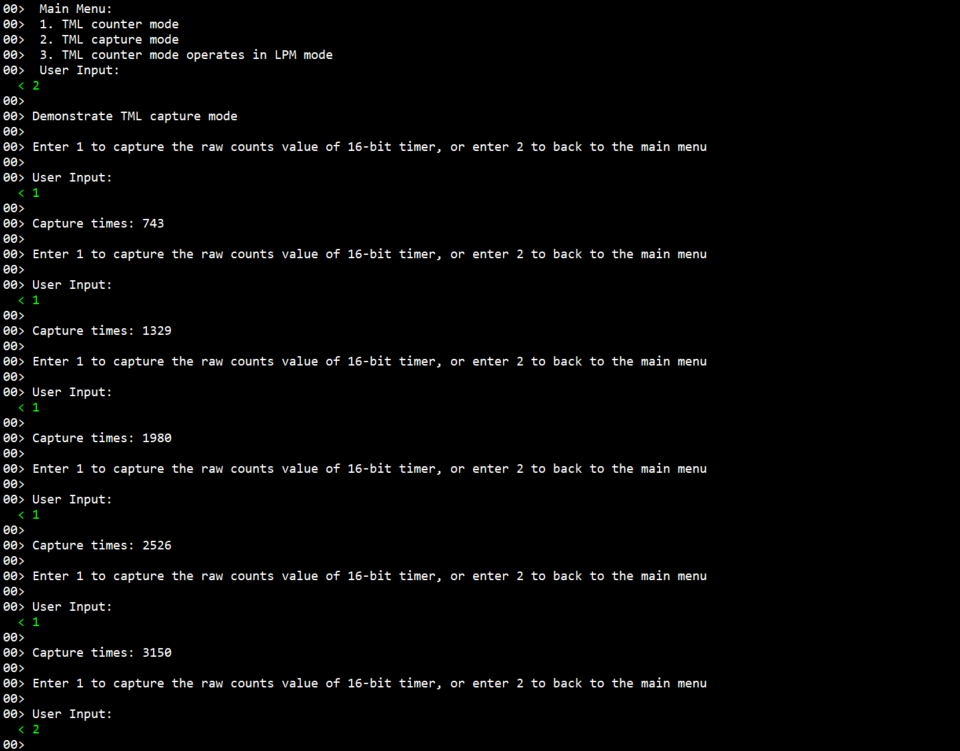 00>  Main Menu:
00>  1. TML counter mode
00>  2. TML capture mode
00>  3. TML counter mode operates in LPM mode
00>  User Input:
< 2
00>
00> Demonstrate TML capture mode
00>
00> Enter 1 to capture the raw counts value of 16-bit timer, or enter 2 to back to the main menu
00>
00> User Input:
< 1
00>
00> Capture times: 743
00>
00> Enter 1 to capture the raw counts value of 16-bit timer, or enter 2 to back to the main menu
00>
00> User Input:
< 1
00>
00> Capture times: 1329
00>
00> Enter 1 to capture the raw counts value of 16-bit timer, or enter 2 to back to the main menu
00>
00> User Input:
< 1
00>
00> Capture times: 1980
00>
00> Enter 1 to capture the raw counts value of 16-bit timer, or enter 2 to back to the main menu
00>
00> User Input:
< 1
00>
00> Capture times: 2526
00>
00> Enter 1 to capture the raw counts value of 16-bit timer, or enter 2 to back to the main menu
00>
00> User Input:
< 1
00>
00> Capture times: 3150
00>
00> Enter 1 to capture the raw counts value of 16-bit timer, or enter 2 to back to the main menu
00>
00> User Input:
< 2
00>